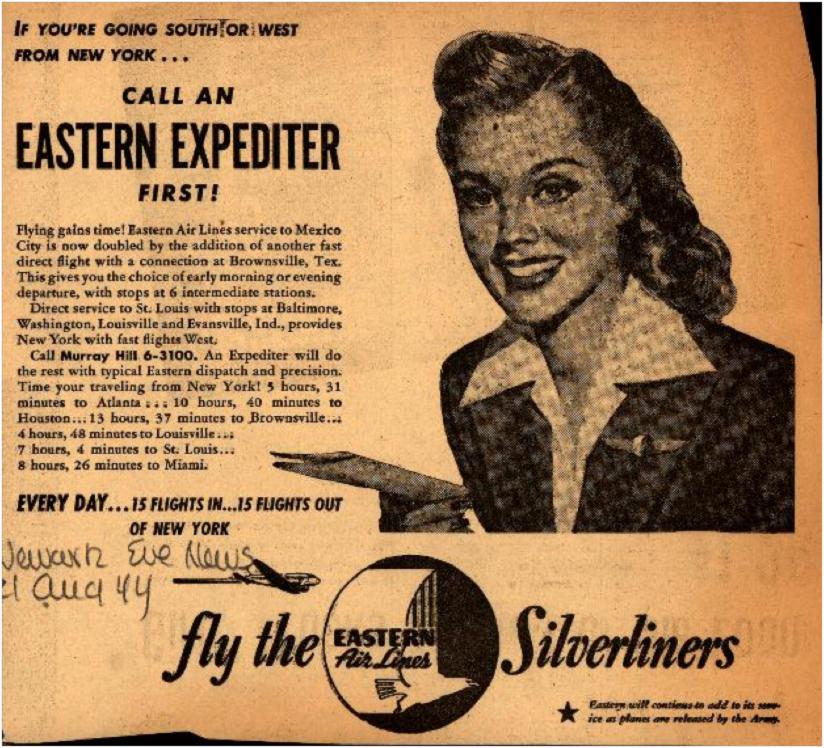 IF YOU'RE GOING SOUTH OR WEST
FROM NEW YORK...
CALL AN
EASTERN EXPEDITER
FIRST!
Flying gains time! Eastern Air Lines service to Mexico
City is now doubled by the addition of another fast
direct flight with a connection at Brownsville, Tex.
This gives you the choice of early morning or evening
departure, with stops at 6 intermediate stations.
Direct service to St. Louis with stops at Baltimore,
Washington, Louisville and Evansville, Ind., provides
New York with fast flights West.
Call Murray Hill 6-3100. An Expediter will do
the rest with typical Eastern dispatch and precision.
Time your traveling from New York! 5 hours, 31
minutes to Atlanta ... 10 hours, 40 minutes to
Houston... 13 hours, 37 minutes to Brownsville...
4 hours, 48 minutes to Louisville...
7 hours, 4 minutes to St. Louis...
8 hours, 26 minutes to Miami.
EVERY DAY...15 FLIGHTS IN...15 FLIGHTS OUT
OF NEW YORK
Newark Eve News
Aug 44
fly the EASTERN Air Lines Silverliners
Eastern will continue to add to its serv-
ice as planes are released by the Army.